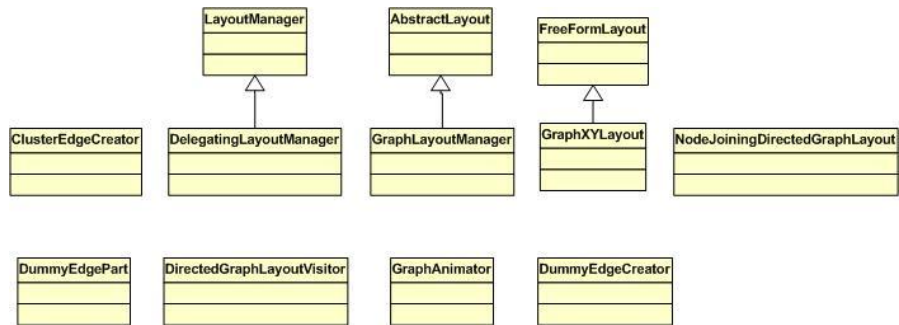 LayoutManager
AbstractLayout
FreeFormLayout
ClusterEdgeCreator
DelegatingLayoutManager
GraphLayoutManager
GraphXYLayout
NodeJoiningDirectedGraphLayout
DummyEdgePart
DirectedGraphLayoutVisitor
GraphAnimator
DummyEdgeCreator